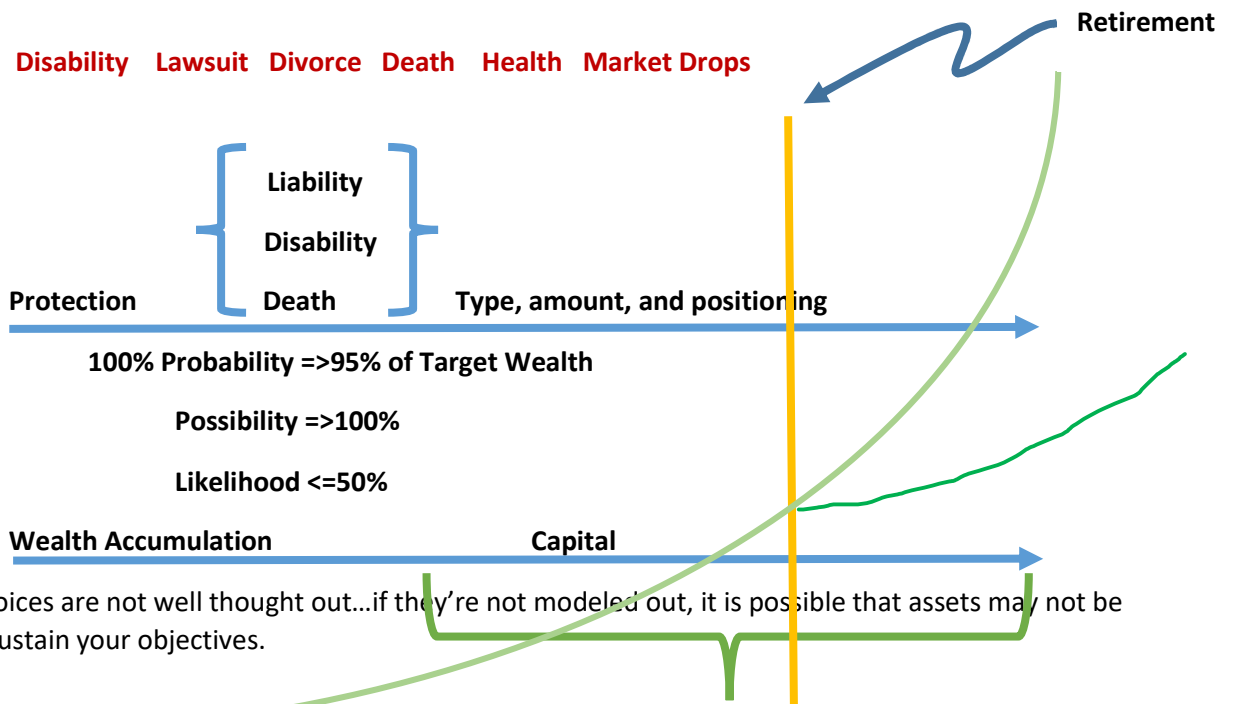 Retirement
Disability Lawsuit Divorce Death Health Market Drops
Liability
Disability
Protection Death Type, amount, and positioning
100% Probability =>95% of Target Wealth
Possibility =>100%
Likelihood <=50%
Wealth Accumulation Capital
oices are not well thought out…if they’re not modeled out, it is possible that assets may not be
ustain your objectives.